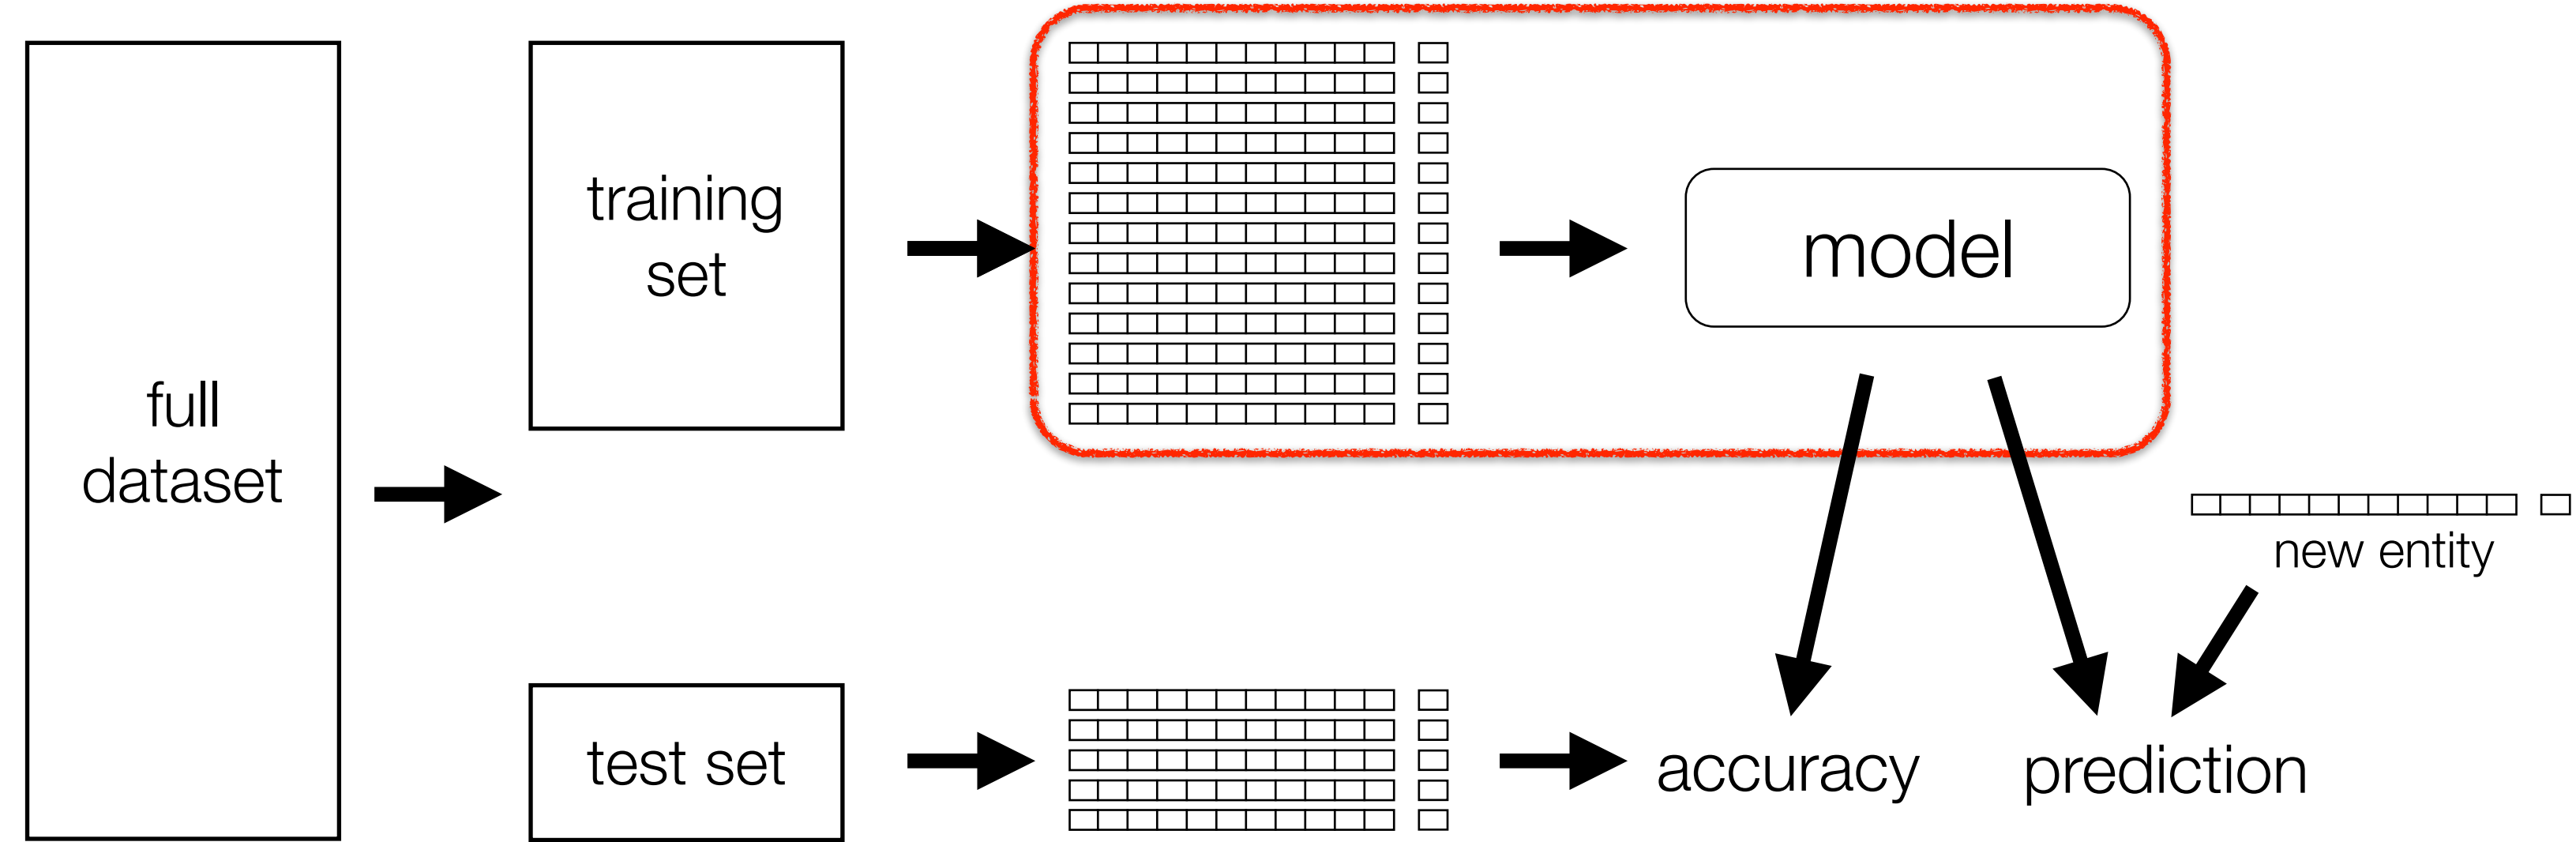 full
dataset
training
set
test set
model
new entity
accuracy
prediction